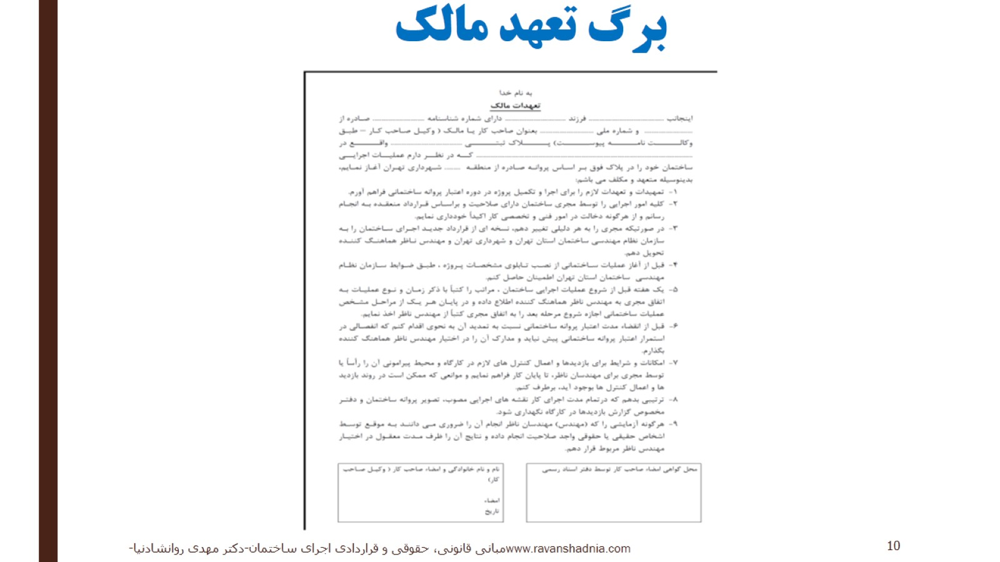 برگ تعهد مالک
به نام خدا
تعهدات مالک
اینجانب ........................ فرزند ........................ دارای شماره شناسنامه ........................ صادره از
........................ و شماره ملی ........................ بعنوان صاحب کار یا مالک ( وکیل صاحب کار – طبق
وکالت نامه پیوست) پلاک ثبتی ........................ واقع در
........................ که در نظر دارم عملیات اجرایی
ساختمان خود را در پلاک فوق بر اساس پروانه صادره از منطقه ....... شهرداری تهران آغاز نمایم،
بدینوسیله متعهد و مکلف می باشم:
۱- تمهیدات و تعهدات لازم را برای اجرا و تکمیل پروژه در دوره اعتبار پروانه ساختمانی فراهم آورم.
۲- کلیه امور اجرایی را توسط مجری ساختمان دارای صلاحیت و براساس قرارداد منعقده به انجام
رسانم و از هرگونه دخالت در امور فنی و تخصصی کار اکیداً خودداری نمایم.
۳- در صورتیکه مجری را به هر دلیلی تغییر دهم، نسخه ای از قرارداد جدید اجرای ساختمان را به
سازمان نظام مهندسی ساختمان استان تهران و شهرداری تهران و مهندس ناظر هماهنگ کننده
تحویل دهم.
۴- قبل از آغاز عملیات ساختمانی از نصب تابلوی مشخصات پروژه ، طبق ضوابط سازمان نظام
مهندسی ساختمان استان تهران اطمینان حاصل کنم.
۵- یک هفته قبل از شروع عملیات اجرایی ساختمان ، مراتب را کتباً با ذکر زمان و نوع عملیات به
اتفاق مجری به مهندس ناظر هماهنگ کننده اطلاع داده و در پایان هر یک از مراحل مشخص
عملیات ساختمانی اجازه شروع مرحله بعد را به اتفاق مجری کتباً از مهندس ناظر اخذ نمایم.
۶- قبل از انقضاء مدت اعتبار پروانه ساختمانی نسبت به تمدید آن به نحوی اقدام کنم که انفصالی در
استمرار اعتبار پروانه ساختمانی پیش نیاید و مدارک آن را در اختیار مهندس ناظر هماهنگ کننده
بگذارم.
۷- امکانات و شرایط برای بازدیدها و اعمال کنترل های لازم در کارگاه و محیط پیرامونی آن را رأساً یا
توسط مجری برای مهندسان ناظر، تا پایان کار فراهم نمایم و موانعی که ممکن است در روند بازدید
ها و اعمال کنترل ها بوجود آید، برطرف کنم.
۸- ترتیبی بدهم که درتمام مدت اجرای کار نقشه های اجرایی مصوب، تصویر پروانه ساختمان و دفتر
مخصوص گزارش بازدیدها در کارگاه نگهداری شود.
۹- هرگونه آزمایشی را که (مهندس) مهندسان ناظر انجام آن را ضروری می دانند به موقع توسط
اشخاص حقیقی یا حقوقی واجد صلاحیت انجام داده و نتایج آن را ظرف مدت معقول در اختیار
مهندس ناظر مربوط قرار دهم.
محل گواهی امضاء صاحب کار توسط دفتر اسناد رسمی
نام و نام خانوادگی و امضاء صاحب کار ( وکیل صاحب
کار)
امضاء
تاریخ
www.ravanshadnia.comمبانی قانونی، حقوقی و قراردادی اجرای ساختمان-دکتر مهدی روانشادنیا-
10